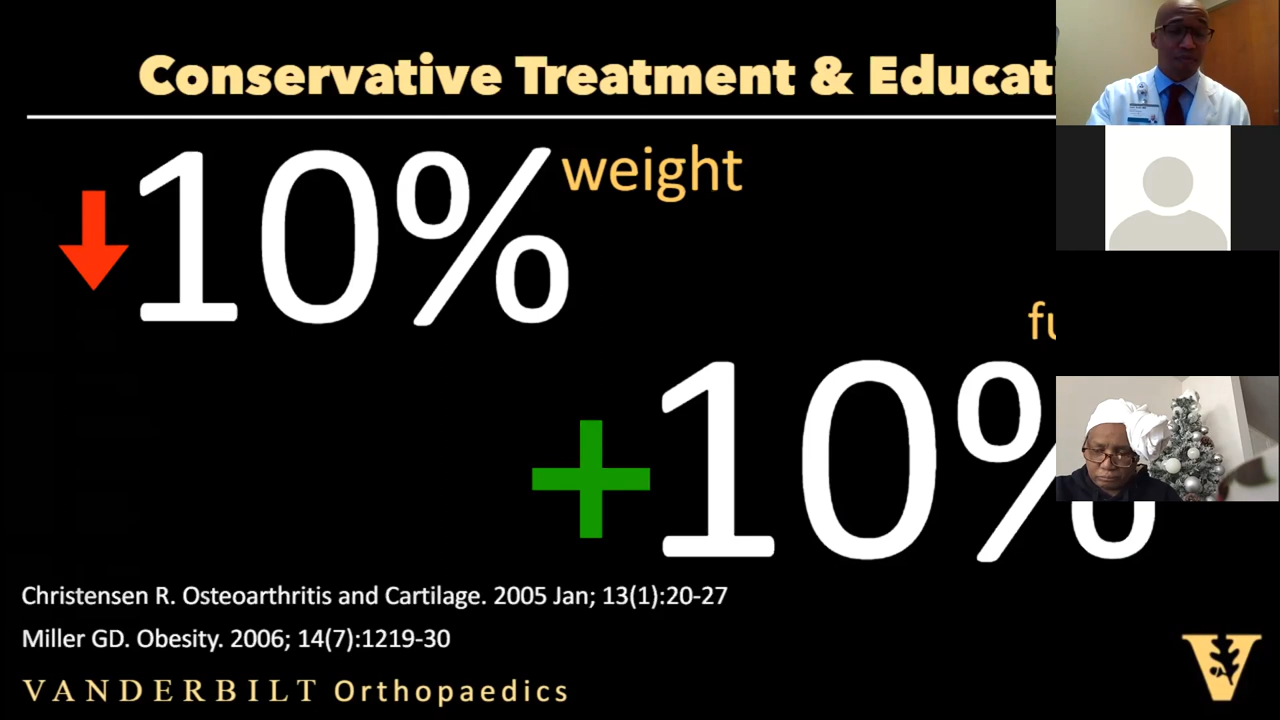 Conservative Treatment & Educati
10% weight
fu
+10%
Christensen R. Osteoarthritis and Cartilage. 2005 Jan; 13(1):20-27
Miller GD. Obesity. 2006; 14(7):1219-30
VANDERBILT Orthopaedics